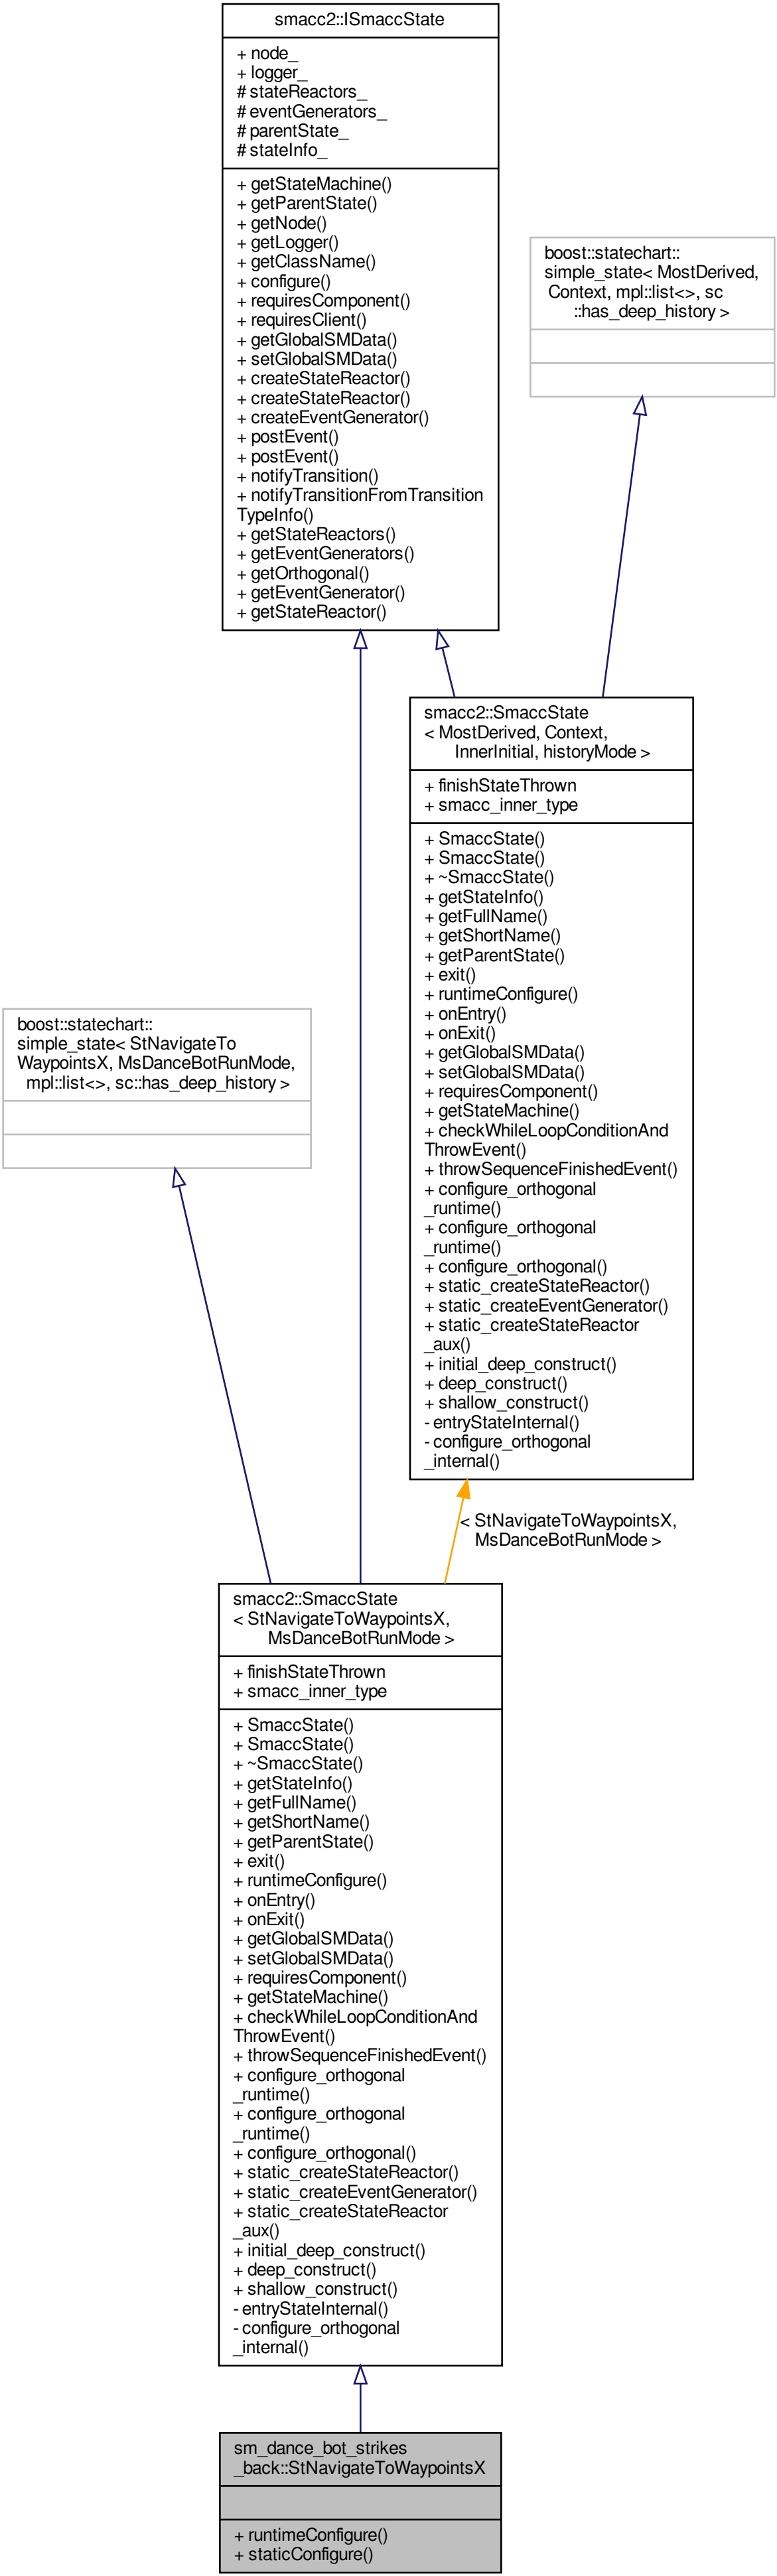 smacc2::ISmaccState
+ node_
+ logger_
# stateReactors_
# eventGenerators_
# parentState_
# stateInfo_
+ getStateMachine()
+ getParentState()
+ getNode()
+ getLogger()
+ getClassName()
+ configure()
+ requiresComponent()
+ requiresClient()
+ getGlobalSMData()
+ setGlobalSMData()
+ createStateReactor()
+ createStateReactor()
+ createEventGenerator()
+ postEvent()
+ postEvent()
+ notifyTransition()
+ notifyTransitionFromTransition
TypeInfo()
+ getStateReactors()
+ getEventGenerators()
+ getOrthogonal()
+ getEventGenerator()
+ getStateReactor()
boost::statechart::
simple_state< MostDerived,
Context, mpl::list<>, sc
::has_deep_history >
smacc2::SmaccState
< MostDerived, Context,
InnerInitial, historyMode >
+ finishStateThrown
+ smacc_inner_type
+ SmaccState()
+ SmaccState()
+ ~SmaccState()
+ getStateInfo()
+ getFullName()
+ getShortName()
+ getParentState()
+ exit()
+ runtimeConfigure()
+ onEntry()
+ onExit()
+ getGlobalSMData()
+ setGlobalSMData()
+ requiresComponent()
+ getStateMachine()
+ checkWhileLoopConditionAnd
ThrowEvent()
+ throwSequenceFinishedEvent()
+ configure_orthogonal
_runtime()
+ configure_orthogonal
_runtime()
+ configure_orthogonal()
+ static_createStateReactor()
+ static_createEventGenerator()
+ static_createStateReactor
_aux()
+ initial_deep_construct()
+ deep_construct()
+ shallow_construct()
- entryStateInternal()
- configure_orthogonal
_internal()
boost::statechart::
simple_state< StNavigateTo
WaypointsX, MsDanceBotRunMode,
mpl::list<>, sc::has_deep_history >
< StNavigateToWaypointsX,
MsDanceBotRunMode >
smacc2::SmaccState
< StNavigateToWaypointsX,
MsDanceBotRunMode >
+ finishStateThrown
+ smacc_inner_type
+ SmaccState()
+ SmaccState()
+ ~SmaccState()
+ getStateInfo()
+ getFullName()
+ getShortName()
+ getParentState()
+ exit()
+ runtimeConfigure()
+ onEntry()
+ onExit()
+ getGlobalSMData()
+ setGlobalSMData()
+ requiresComponent()
+ getStateMachine()
+ checkWhileLoopConditionAnd
ThrowEvent()
+ throwSequenceFinishedEvent()
+ configure_orthogonal
_runtime()
+ configure_orthogonal
_runtime()
+ configure_orthogonal()
+ static_createStateReactor()
+ static_createEventGenerator()
+ static_createStateReactor
_aux()
+ initial_deep_construct()
+ deep_construct()
+ shallow_construct()
- entryStateInternal()
- configure_orthogonal
_internal()
sm_dance_bot_strikes
_back::StNavigateToWaypointsX
+ runtimeConfigure()
+ staticConfigure()